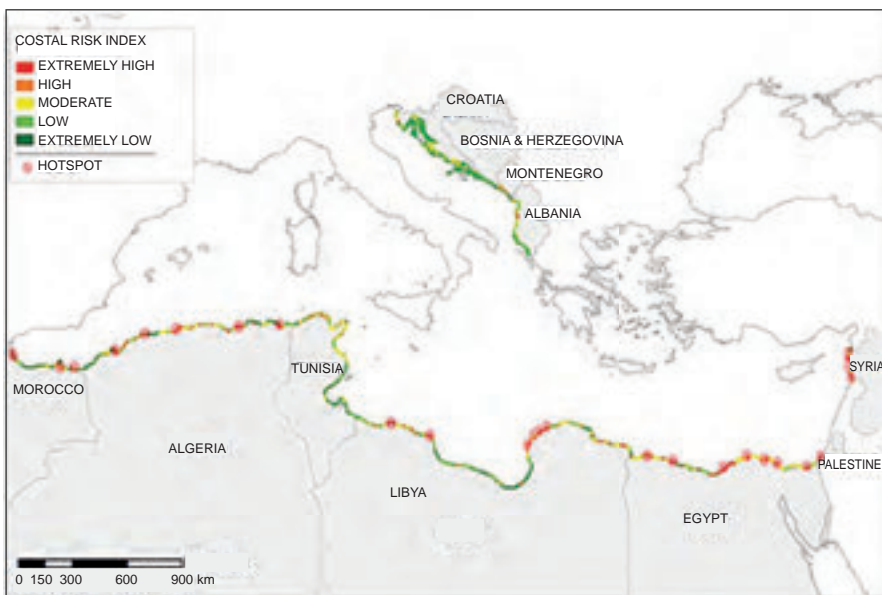 COSTAL RISK INDEX
EXTREMELY HIGH
HIGH
MODERATE
LOW
EXTREMELY LOW
HOTSPOT
CROATIA
BOSNIA & HERZEGOVINA
MONTENEGRO
ALBANIA
SYRIA
TUNISIA
MOROCCO
ALGERIA
PALESTINE
LIBYA
EGYPT
0 150 300 600 900 km